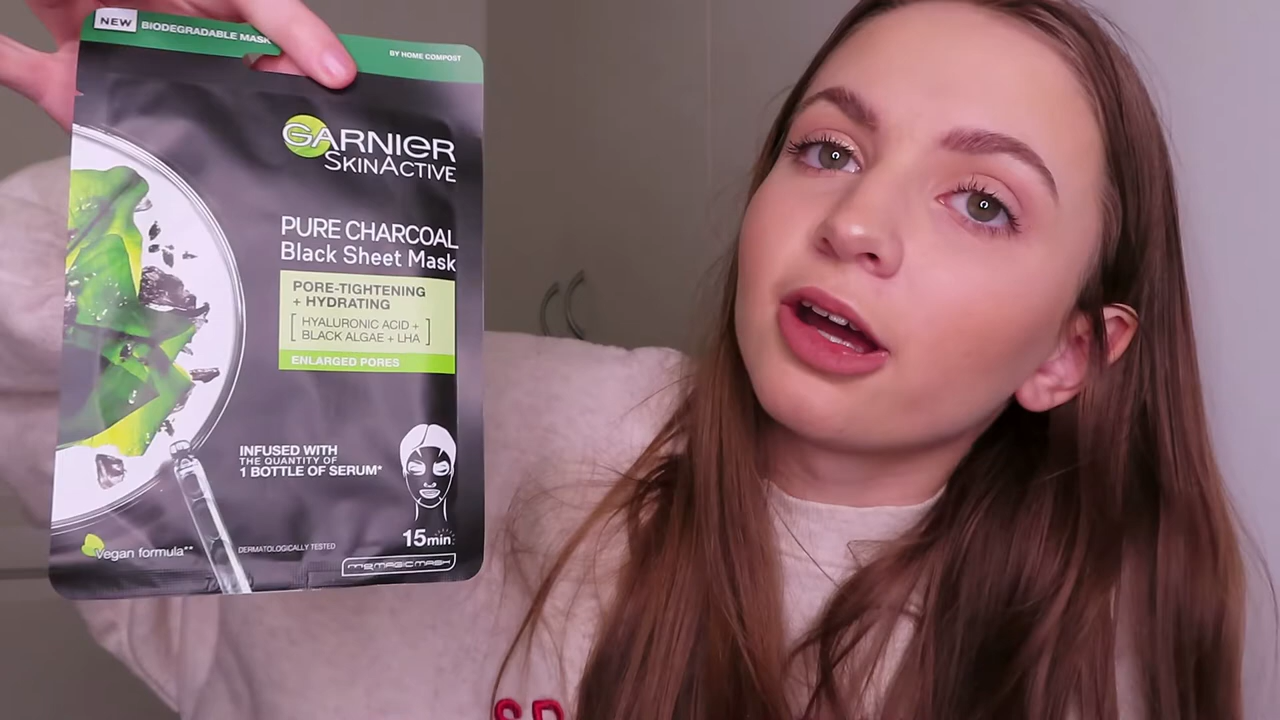 NEW BIODEGRADABLE MASK
BY HOME COMPOST
GARNIER
SKINACTIVE
PURE CHARCOAL
Black Sheet Mask
PORE-TIGHTENING
+ HYDRATING
[HYALURONIC ACID +
BLACK ALGAE + LHA]
ENLARGED PORES
INFUSED WITH
THE QUANTITY OF
1 BOTTLE OF SERUM*
15min
Vegan formula**
DERMATOLOGICALLY TESTED